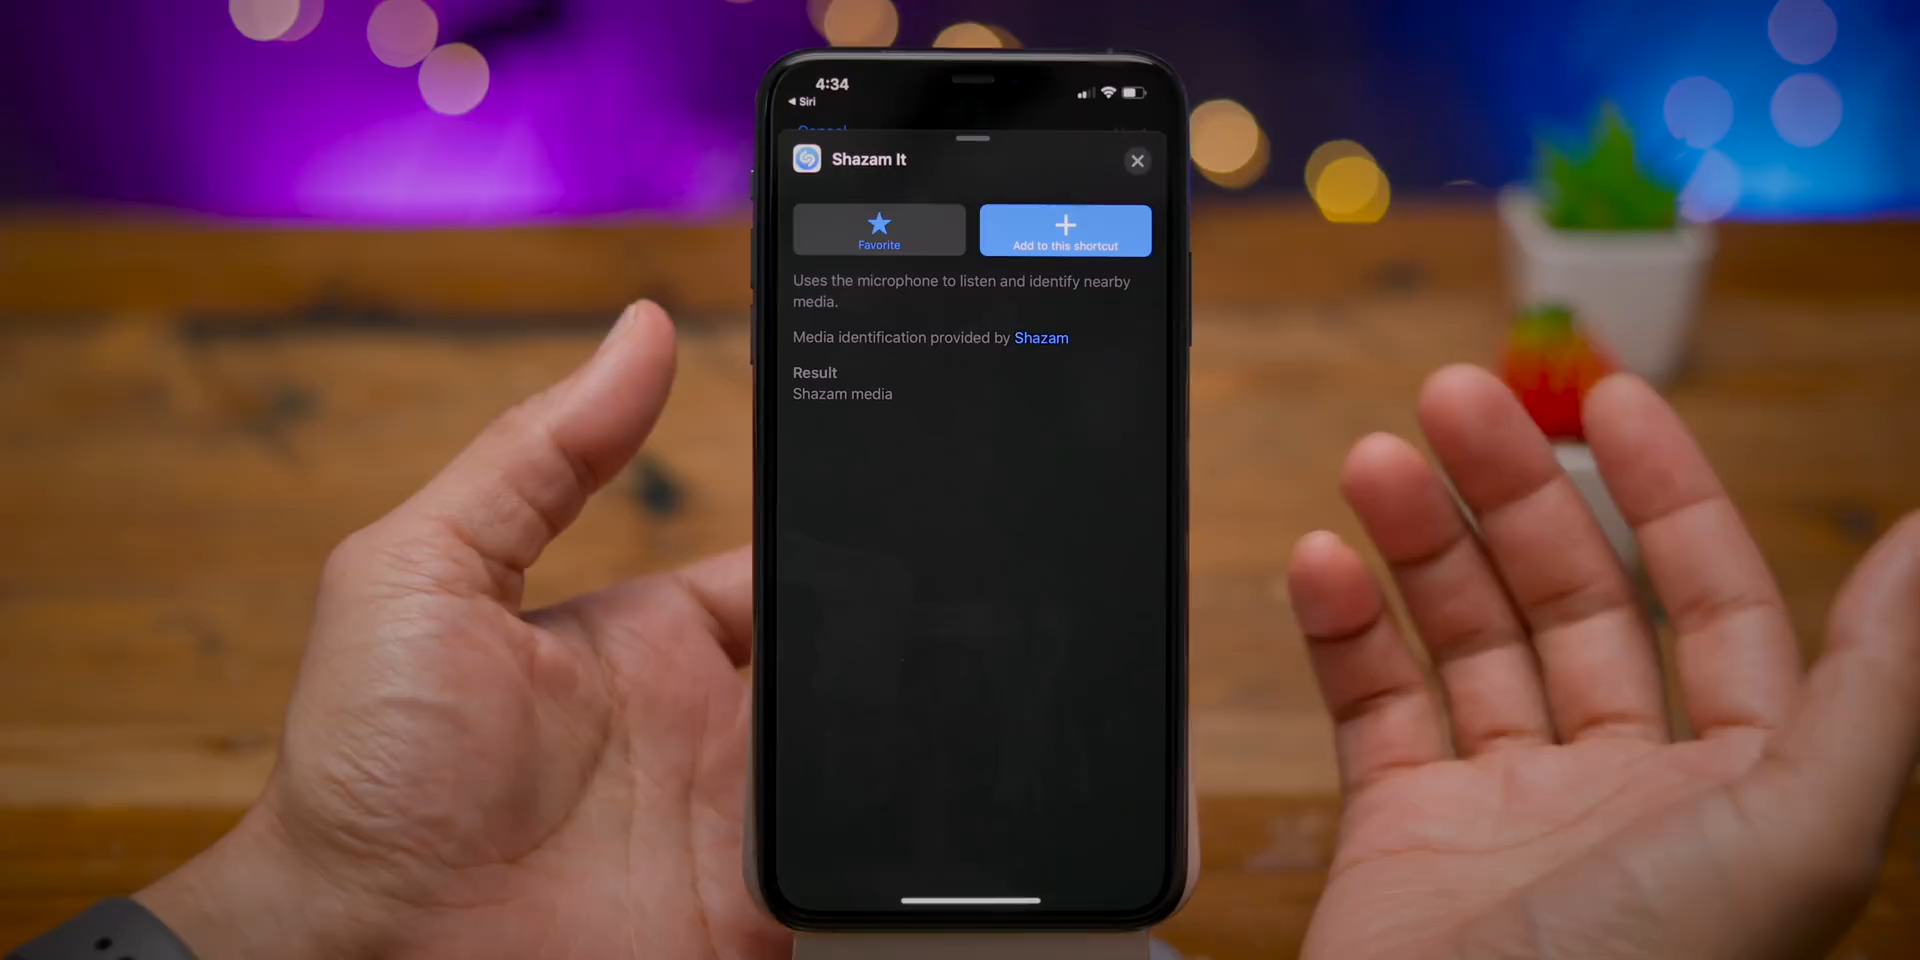 4:34
◀ Siri
Cancel
Shazam It
Favorite
Add to this shortcut
Uses the microphone to listen and identify nearby
media.
Media identification provided by Shazam
Result
Shazam media